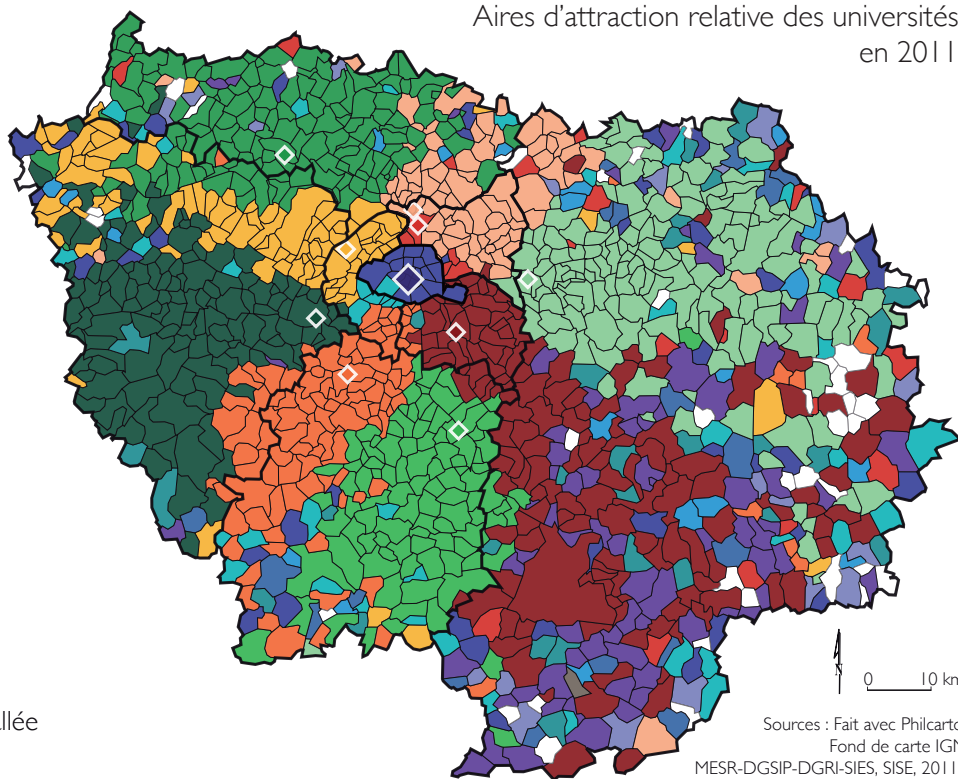 Aires d’attraction relative des universités
en 2011
N
0 10 km
llée
Sources : Fait avec Philcarto
Fond de carte IGN
MESR-DGSIP-DGRI-SIES, SISE, 2011